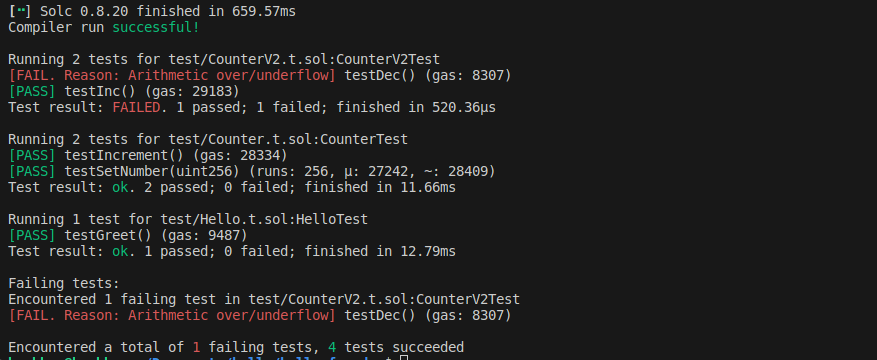 [⠒] Solc 0.8.20 finished in 659.57ms
Compiler run successful!
Running 2 tests for test/CounterV2.t.sol:CounterV2Test
[FAIL. Reason: Arithmetic over/underflow] testDec() (gas: 8307)
[PASS] testInc() (gas: 29183)
Test result: FAILED. 1 passed; 1 failed; finished in 520.36µs
Running 2 tests for test/Counter.t.sol:CounterTest
[PASS] testIncrement() (gas: 28334)
[PASS] testSetNumber(uint256) (runs: 256, μ: 27242, ~: 28409)
Test result: ok. 2 passed; 0 failed; finished in 11.66ms
Running 1 test for test/Hello.t.sol:HelloTest
[PASS] testGreet() (gas: 9487)
Test result: ok. 1 passed; 0 failed; finished in 12.79ms
Failing tests:
Encountered 1 failing test in test/CounterV2.t.sol:CounterV2Test
[FAIL. Reason: Arithmetic over/underflow] testDec() (gas: 8307)
Encountered a total of 1 failing tests, 4 tests succeeded